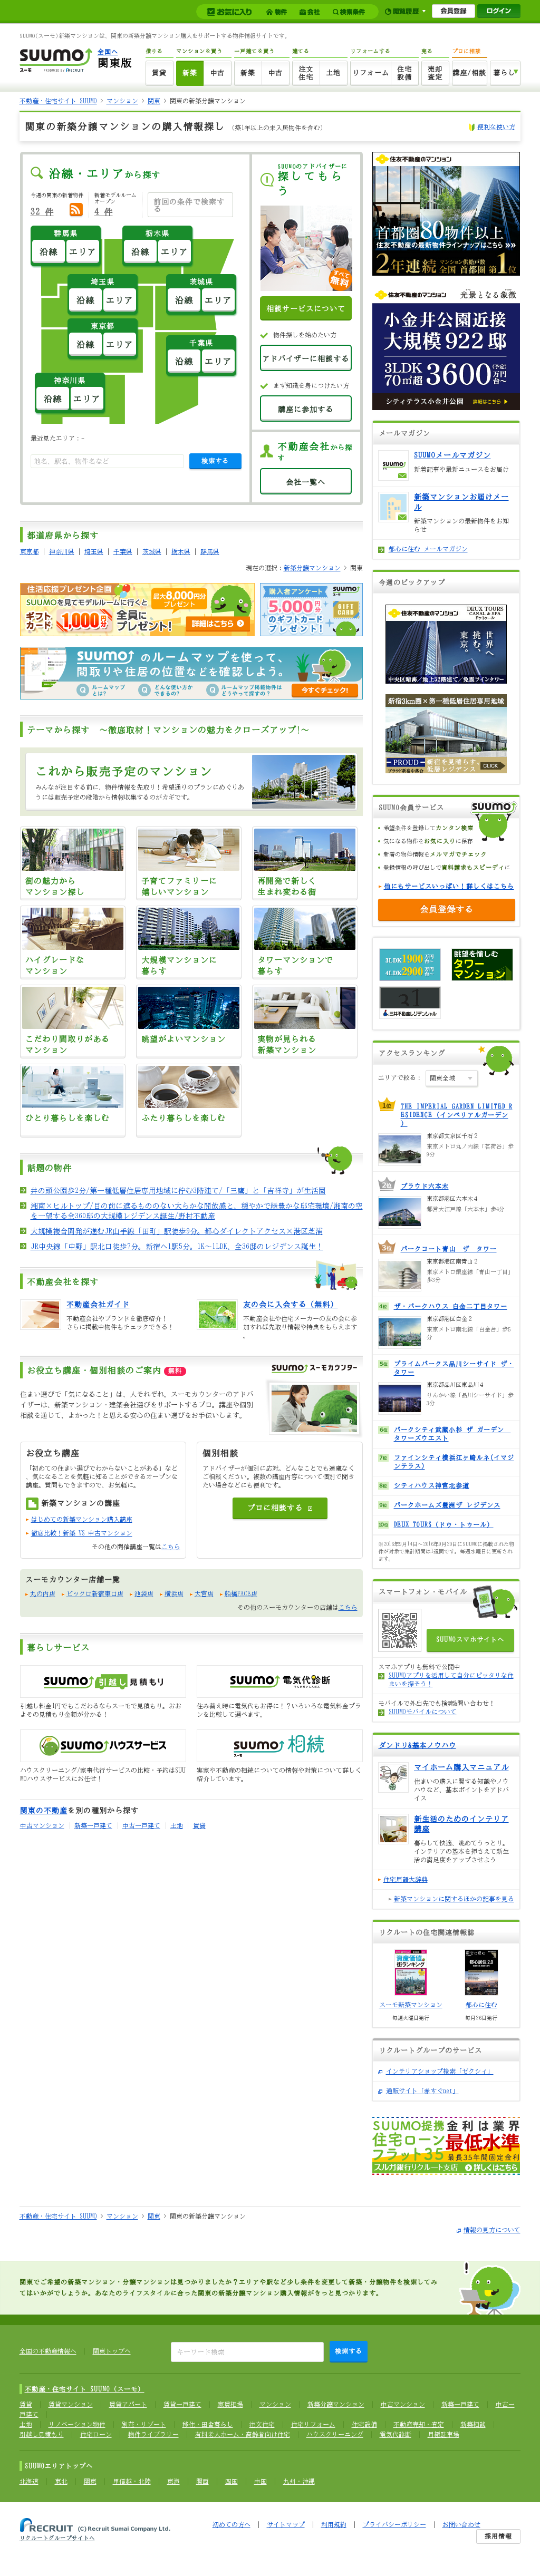 お気に入り
物件
会社
検索条件
閲覧履歴
会員登録
ログイン
SUUMO(スーモ)新築マンションは、関東の新築分譲マンション購入をサポートする物件情報サイトです。
SUUMO
スーモ
全国へ
関東版
借りる
マンションを買う
一戸建てを買う
建てる
リフォームする
売る
プロに相談
賃貸
新築
中古
新築
中古
注文住宅
土地
リフォーム
住宅設備
売却査定
講座/相談
暮らし
不動産・住宅サイト SUUMO > マンション > 関東 > 関東の新築分譲マンション
関東の新築分譲マンションの購入情報探し (築1年以上の未入居物件を含む)
便利な使い方
沿線・エリアから探す
今週の関東の新着物件
32 件
新着モデルルームオープン
4 件
前回の条件で検索する
群馬県
沿線 エリア
栃木県
沿線 エリア
埼玉県
沿線 エリア
茨城県
沿線 エリア
東京都
沿線 エリア
千葉県
沿線 エリア
神奈川県
沿線 エリア
最近見たエリア：-
検索する
SUUMOのアドバイザーに
探してもらう
すべて無料
相談サービスについて
物件探しを始めたい方
アドバイザーに相談する
まず知識を身につけたい方
講座に参加する
不動産会社から探す
会社一覧へ
都道府県から探す
東京都 | 神奈川県 | 埼玉県 | 千葉県 | 茨城県 | 栃木県 | 群馬県
現在の選択：新築分譲マンション > 関東
住活応援プレゼント企画
SUUMOを見てモデルルームに行くと
ギフトカード1,000円分全員にプレゼント!
最大8,000円分
詳細はこちら
購入者アンケート
5,000円分のギフトカードプレゼント!
SUUMO のルームマップを使って、
間取りや住居の位置などを確認しよう。
ルームマップとは?
どんな使い方ができるの?
ルームマップ掲載物件はどうやって探すの?
今すぐチェック!
テーマから探す ～徹底取材！マンションの魅力をクローズアップ!～
これから販売予定のマンション
みんなが注目する前に、物件情報を先取り！希望通りのプランにめぐりあうには販売予定の段階から情報収集するのがカギです。
街の魅力からマンション探し
子育てファミリーに嬉しいマンション
再開発で新しく生まれ変わる街
ハイグレードなマンション
大規模マンションに暮らす
タワーマンションで暮らす
こだわり間取りがあるマンション
眺望がよいマンション
実物が見られる新築マンション
ひとり暮らしを楽しむ
ふたり暮らしを楽しむ
話題の物件
井の頭公園歩2分/第一種低層住居専用地域に佇む3階建て/「三鷹」と「吉祥寺」が生活圏
湘南×ヒルトップ/目の前に遮るもののない大らかな開放感と、穏やかで緑豊かな邸宅環境/湘南の空を一望する全360邸の大規模レジデンス誕生/野村不動産
大規模複合開発が進むJR山手線「田町」駅徒歩9分。都心ダイレクトアクセス×港区芝浦
JR中央線「中野」駅北口徒歩7分。新宿へ1駅5分。1K～1LDK、全36邸のレジデンス誕生！
不動産会社を探す
不動産会社ガイド
不動産会社やブランドを徹底紹介！
さらに掲載中物件もチェックできる！
友の会に入会する（無料）
不動産会社や住宅メーカーの友の会に参加すれば先取り情報や特典をもらえます。
お役立ち講座・個別相談のご案内 無料
住まい選びで「気になること」は、人それぞれ。スーモカウンターのアドバイザーは、新築マンション・建築会社選びをサポートするプロ。講座や個別相談を通じて、よかった！と思える安心の住まい選びをお手伝いします。
SUUMO スーモカウンター
お役立ち講座
「初めての住まい選びでわからないことがある」など、気になることを気軽に知ることができるオープンな講座。質問もできますので、お気軽に。
新築マンションの講座
はじめての新築マンション購入講座
徹底比較！新築 VS 中古マンション
その他の開催講座一覧はこちら
個別相談
アドバイザーが個別に応対。どんなことでも遠慮なくご相談ください。複数の講座内容について個別で聞きたい場合などにも便利です。
プロに相談する
スーモカウンター店舗一覧
丸の内店
ビックロ新宿東口店
池袋店
横浜店
大宮店
船橋FACE店
その他のスーモカウンターの店舗はこちら
暮らしサービス
SUUMO引越し見積もり
引越し料金1円でもこだわるならスーモで見積もり。おおよその見積もり金額が分かる！
SUUMO電気代診断
住み替え時に電気代もお得に！？いろいろな電気料金プランを比較して選べます。
SUUMOハウスサービス
ハウスクリーニング/家事代行サービスの比較・予約はSUUMOハウスサービスにお任せ！
SUUMO 相続
実家や不動産の相続についての情報や対策について詳しく紹介しています。
関東の不動産を別の種別から探す
中古マンション
新築一戸建て
中古一戸建て
土地
賃貸
住友不動産のマンション
首都圏80物件
住友不動産の最新物件ラインナップはこちら
2年連続 首都圏第1位
住友不動産のマンション
光景となる象徴
小金井公園近接
大規模922邸
3LDK 70㎡超 3600万円台～(予定)
シティテラス小金井公園
詳細はこちら
メールマガジン
SUUMOメールマガジン
新着記事や最新ニュースをお届け
新築マンションお届けメール
新築マンションの最新物件をお知らせ
都心に住む メールマガジン
今週のピックアップ
住友不動産のマンション
DEUX TOURS CANAL & SPA
世界へ挑む東京。
中央区晴海／地上52階建て／免震ツインタワー
新宿3km圏×第一種低層住居専用地域
PROUD
新宿を見晴らす低層レジデンス
CLICK
SUUMO会員サービス
希望条件を登録してカンタン検索
気になる物件をお気に入りに保存
新着の物件情報をメルマガでチェック
登録情報の呼び出しで資料請求もスピーディに
他にもサービスいっぱい！詳しくはこちら
会員登録する
3LDK1900万円台～
4LDK2900万円台～
眺望を愉しむタワーマンション
三井不動産レジデンシャル
アクセスランキング
エリアで絞る：
関東全域
1位
THE IMPERIAL GARDEN LIMITED RESIDENCE（インペリアルガーデン）
東京都文京区千石2
東京メトロ丸ノ内線「茗荷谷」歩9分
ブラウド六本木
東京都港区六本木4
都営大江戸線「六本木」歩4分
3位
パークコート青山 ザ タワー
東京都港区南青山2
東京メトロ銀座線「青山一丁目」歩3分
4位
ザ・パークハウス 白金二丁目タワー
東京都港区白金2
東京メトロ南北線「白金台」歩5分
5位
プライムパークス品川シーサイド ザ・タワー
東京都品川区東品川4
りんかい線「品川シーサイド」歩3分
6位
パークシティ武蔵小杉 ザ ガーデン タワーズウエスト
7位
ファインシティ横浜江ヶ崎ルネ(イマジンテラス)
8位
シティハウス神宮北参道
9位
パークホームズ豊洲ザ レジデンス
10位
DEUX TOURS（ドゥ・トゥール）
スマートフォン・モバイル
SUUMOスマホサイトへ
スマホアプリも無料で公開中
SUUMOアプリを活用して自分にピッタリな住まいを探そう！
モバイルで外出先でも検索&問い合わせ！
SUUMOモバイルについて
ダンドリ&基本ノウハウ
マイホーム購入マニュアル
住まいの購入に関する知識やノウハウなど、基本ポイントをアドバイス
新生活のためのインテリア講座
暮らして快適、眺めてうっとり。インテリアの基本を押さえて新生活の満足度をアップさせよう
住宅用語大辞典
新築マンションに関するほかの記事を見る
リクルートの住宅関連情報誌
スーモ新築マンション
毎週火曜日発行
都心に住む
毎月26日発行
リクルートグループのサービス
インテリアショップ検索「ゼクシィ」
通販サイト「赤すぐnet」
SUUMO提携金利は業界
住宅ローン最低水準
フラット35
最長35年間固定金利
スルガ銀行リクルート支店
詳しくはこちら
不動産・住宅サイト SUUMO > マンション > 関東 > 関東の新築分譲マンション
情報の見方について
関東でご希望の新築マンション・分譲マンションは見つかりましたか？エリアや駅など少し条件を変更して新築・分譲物件を検索してみてはいかがでしょうか。あなたのライフスタイルに合った関東の新築分譲マンション購入情報がきっと見つかります。
全国の不動産情報へ
関東トップへ
キーワード検索
検索する
不動産・住宅サイト SUUMO（スーモ）
賃貸
賃貸マンション
賃貸アパート
賃貸一戸建て
家賃相場
マンション
新築分譲マンション
中古マンション
新築一戸建て
中古一戸建て
土地
リノベーション物件
別荘・リゾート
移住・田舎暮らし
注文住宅
住宅リフォーム
住宅設備
不動産売却・査定
新築相談
引越し見積もり
住宅ローン
物件ライブラリー
有料老人ホーム・高齢者向け住宅
ハウスクリーニング
電気代診断
月極駐車場
SUUMOエリアトップへ
北海道
東北
関東
甲信越・北陸
東海
関西
四国
中国
九州・沖縄
RECRUIT
(C) Recruit Sumai Company Ltd.
リクルートグループサイトへ
初めての方へ | サイトマップ | 利用規約 | プライバシーポリシー | お問い合わせ
採用情報